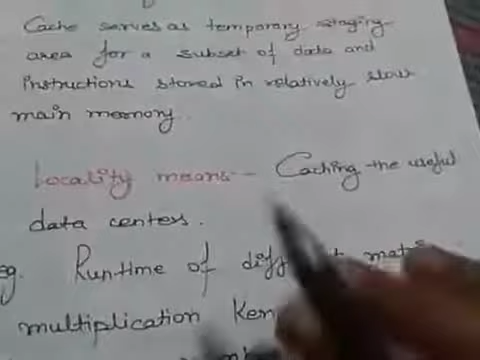 Cache serves as temporary staging
area for a subset of data and
instructions stored in relatively slow
main memory.
Locality means - Caching the useful
data centers.
eg. Runtime of
multiplication